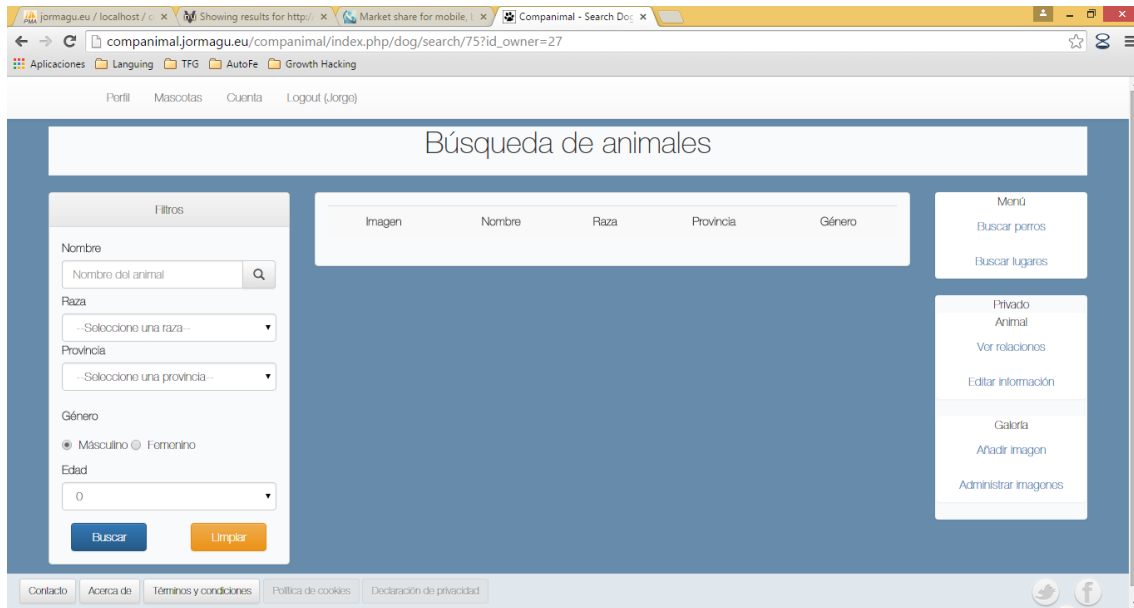 jormagu.eu / localhost / c
Showing results for http:/
Market share for mobile,
Companimal - Search Dog
companimal.jormagu.eu/companimal/index.php/dog/search/75?id_owner=27
Aplicaciones Languing TFG AutoFe Growth Hacking
Perfil Mascotas Cuenta Logout (Jorge)
Búsqueda de animales
Filtros
Nombre
Nombre del animal
Raza
--Seleccione una raza--
Provincia
--Seleccione una provincia--
Género
Másculino Femenino
Edad
0
Buscar Limpiar
Imagen Nombre Raza Provincia Género
Menú
Buscar perros
Buscar lugares
Privado
Animal
Ver relaciones
Editar información
Galería
Añadir imagen
Administrar imagenes
Contacto Acerca de Términos y condiciones Política de cookies Declaración de privacidad